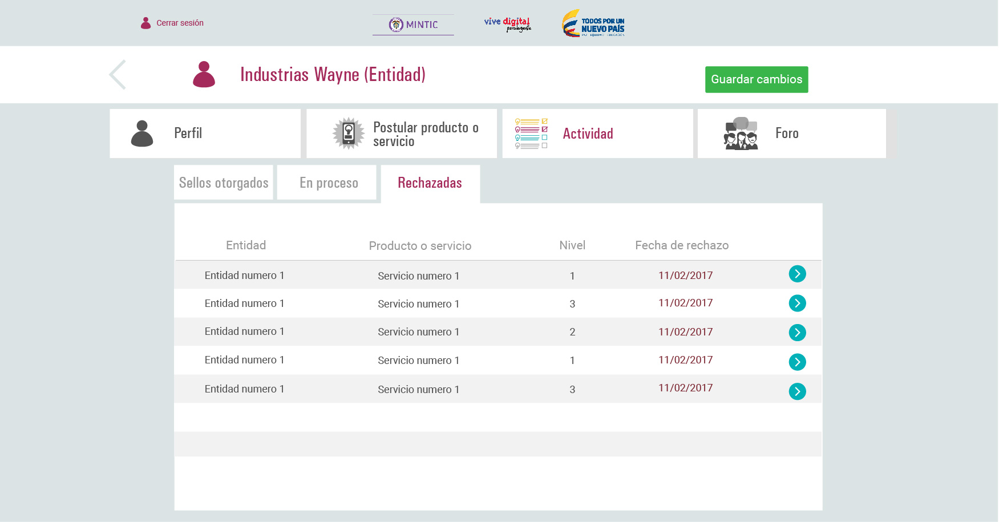 Cerrar sesión
MINTIC
vive digital
para la gente
TODOS POR UN
NUEVO PAÍS
PAZ EQUIDAD EDUCACIÓN
Industrias Wayne (Entidad)
Guardar cambios
Perfil
Postular producto o
servicio
Actividad
Foro
Sellos otorgados
En proceso
Rechazadas
Entidad Producto o servicio Nivel Fecha de rechazo
Entidad numero 1 Servicio numero 1 1 11/02/2017
Entidad numero 1 Servicio numero 1 3 11/02/2017
Entidad numero 1 Servicio numero 1 2 11/02/2017
Entidad numero 1 Servicio numero 1 1 11/02/2017
Entidad numero 1 Servicio numero 1 3 11/02/2017